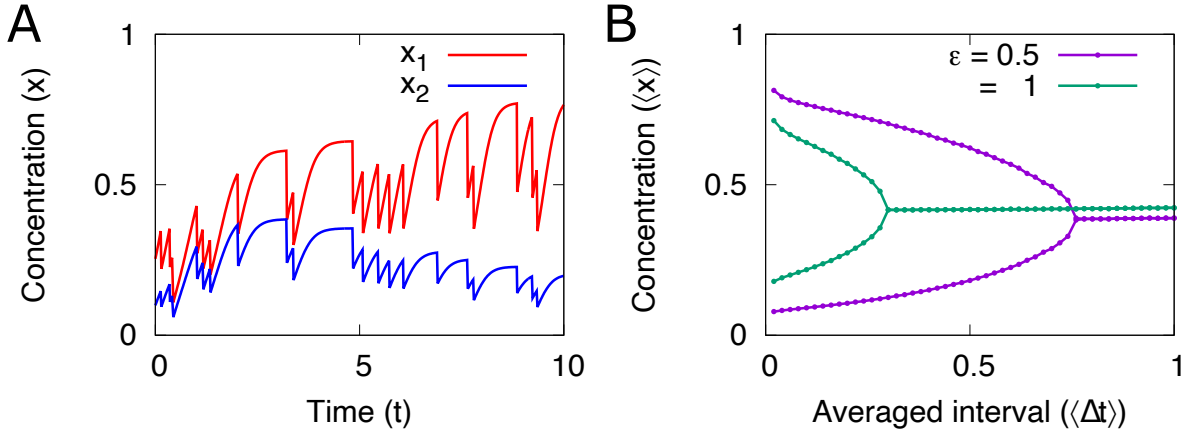 A
Concentration (x)
1
0.5
0
x1
x2
0
5
10
Time (t)
B
Concentration (⟨x⟩)
1
0.5
0
ε = 0.5
= 1
0
0.5
1
Averaged interval (⟨Δt⟩)